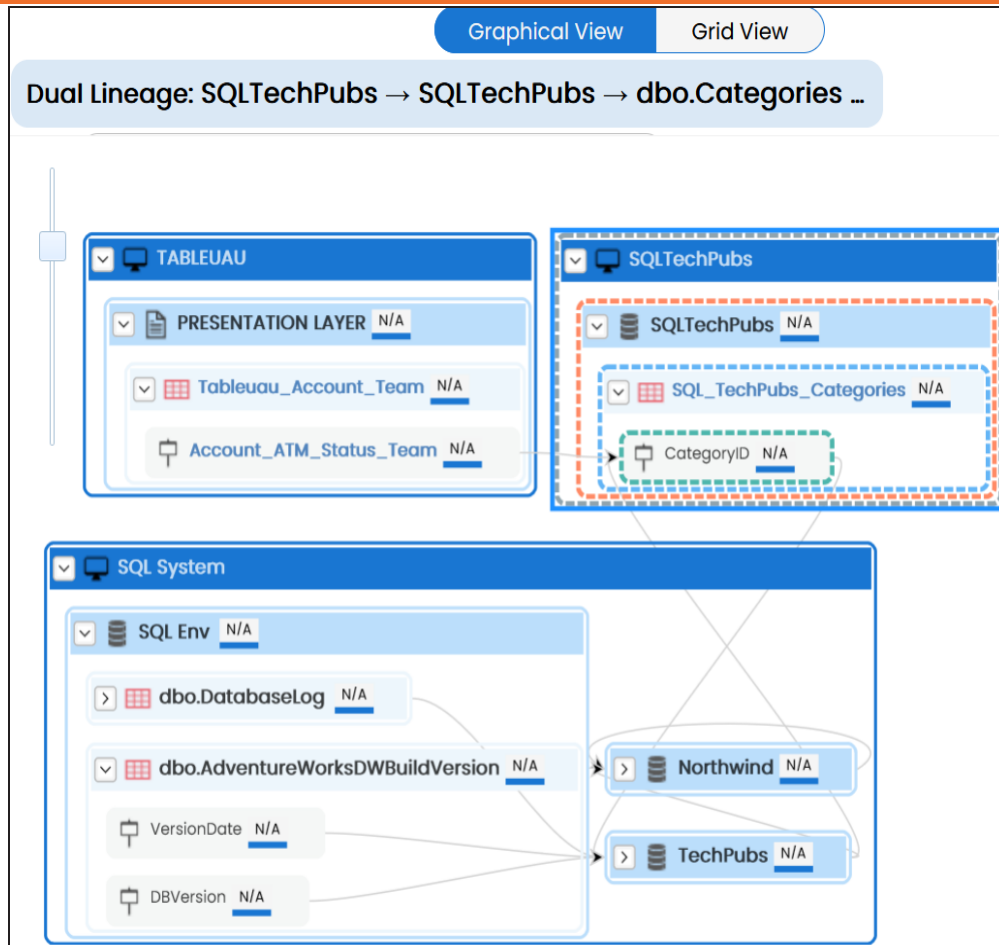 Graphical View
Grid View
Dual Lineage: SQLTechPubs → SQLTechPubs → dbo.Categories ...
TABLEUAU
PRESENTATION LAYER N/A
Tableuau_Account_Team N/A
Account_ATM_Status_Team N/A
SQLTechPubs
SQLTechPubs N/A
SQL_TechPubs_Categories N/A
CategoryID N/A
SQL System
SQL Env N/A
dbo.DatabaseLog N/A
dbo.AdventureWorksDWBuildVersion N/A
VersionDate N/A
DBVersion N/A
Northwind N/A
TechPubs N/A